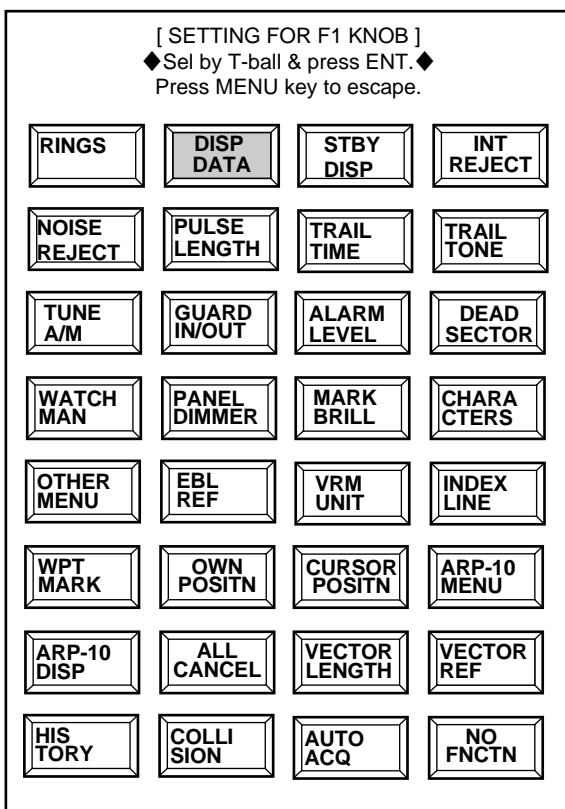 [ SETTING FOR F1 KNOB ]
◆Sel by T-ball & press ENT.◆
Press MENU key to escape.
RINGS
DISP
DATA
STBY
DISP
INT
REJECT
NOISE
REJECT
PULSE
LENGTH
TRAIL
TIME
TRAIL
TONE
TUNE
A/M
GUARD
IN/OUT
ALARM
LEVEL
DEAD
SECTOR
WATCH
MAN
PANEL
DIMMER
MARK
BRILL
CHARA
CTERS
OTHER
MENU
EBL
REF
VRM
UNIT
INDEX
LINE
WPT
MARK
OWN
POSITN
CURSOR
POSITN
ARP-10
MENU
ARP-10
DISP
ALL
CANCEL
VECTOR
LENGTH
VECTOR
REF
HIS
TORY
COLLI
SION
AUTO
ACQ
NO
FNCTN